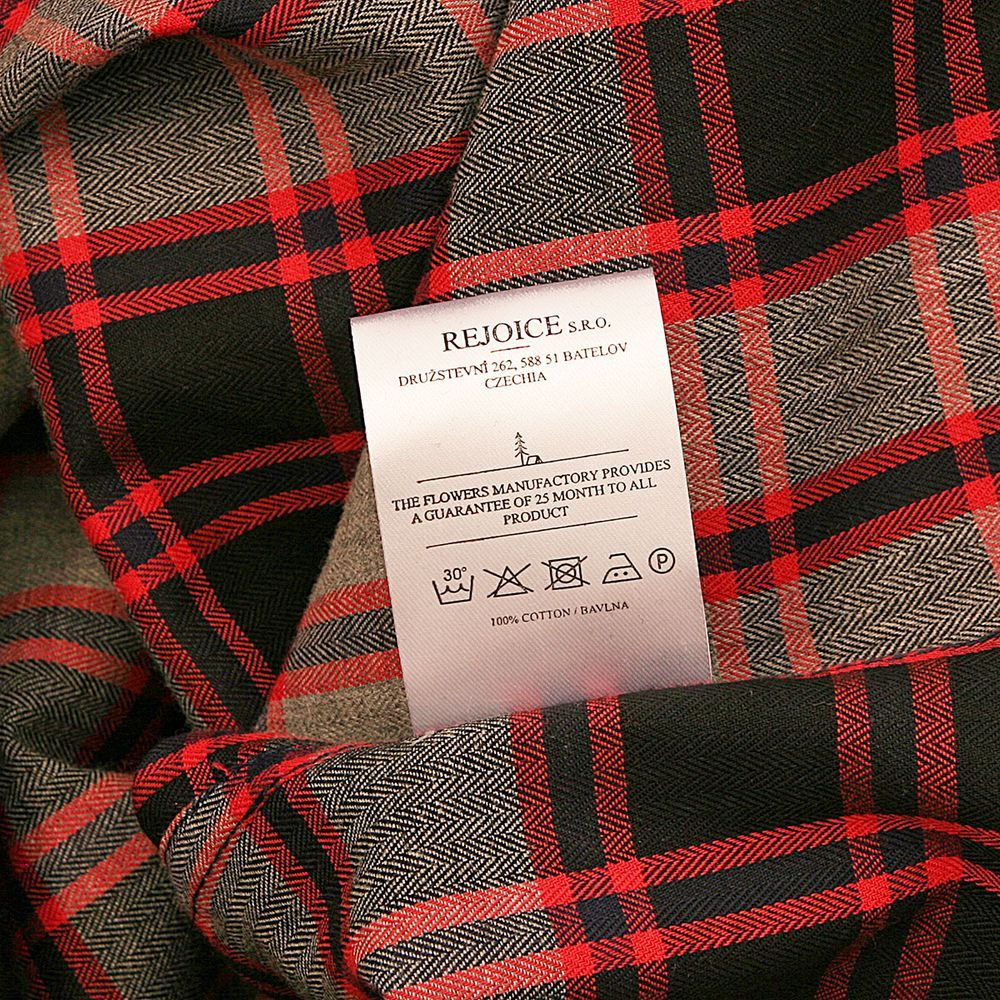 REJOICE S.R.O.
DRUŽSTEVNÍ 262, 588 51 BATELOV
CZECHIA
THE FLOWERS MANUFACTORY PROVIDES
A GUARANTEE OF 25 MONTH TO ALL
PRODUCT
30°
P
100% COTTON / BAVLNA